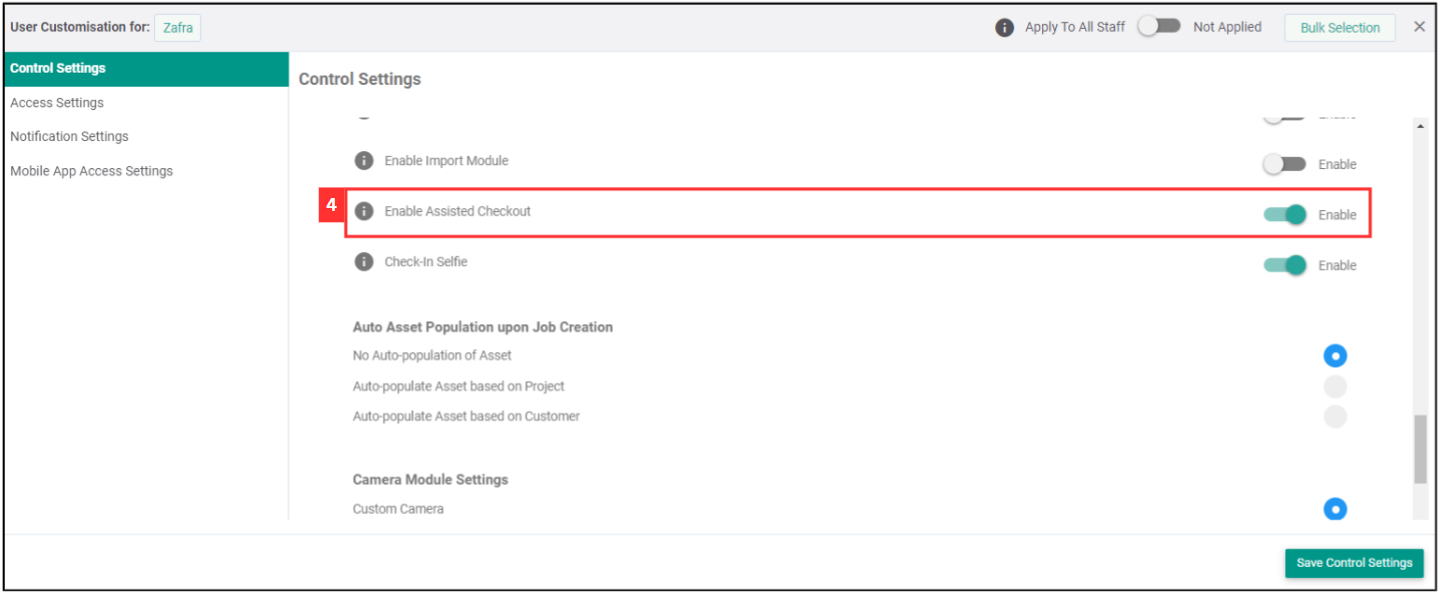 User Customisation for: Zafra
Apply To All Staff Not Applied Bulk Selection
Control Settings
Access Settings
Notification Settings
Mobile App Access Settings
Control Settings
Enable Import Module Enable
4 Enable Assisted Checkout Enable
Check-In Selfie Enable
Auto Asset Population upon Job Creation
No Auto-population of Asset
Auto-populate Asset based on Project
Auto-populate Asset based on Customer
Camera Module Settings
Custom Camera
Save Control Settings